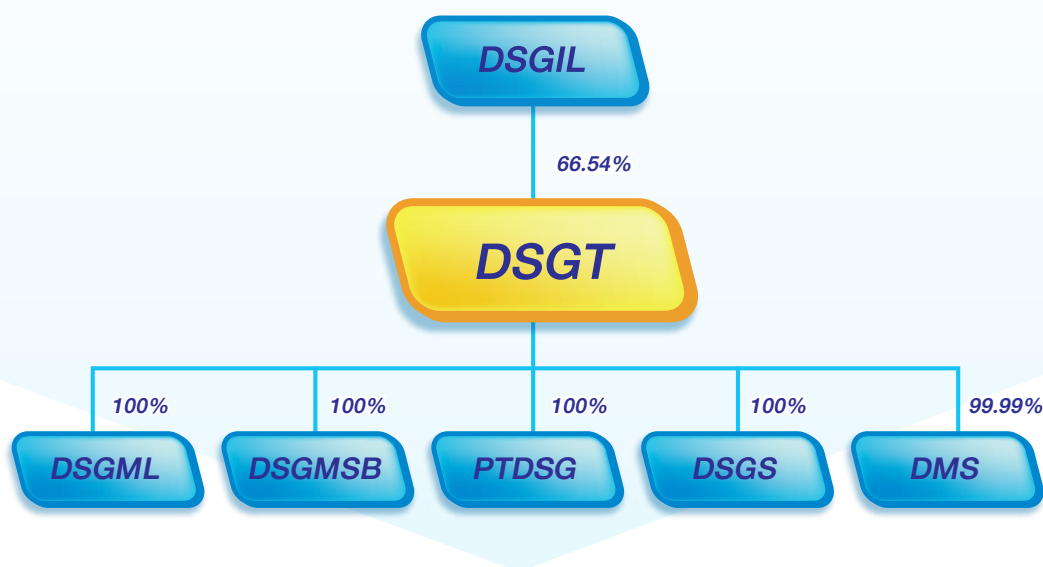 DSGIL
66.54%
DSGT
100% 100% 100% 100% 99.99%
DSGML DSGMSB PTDSG DSGS DMS